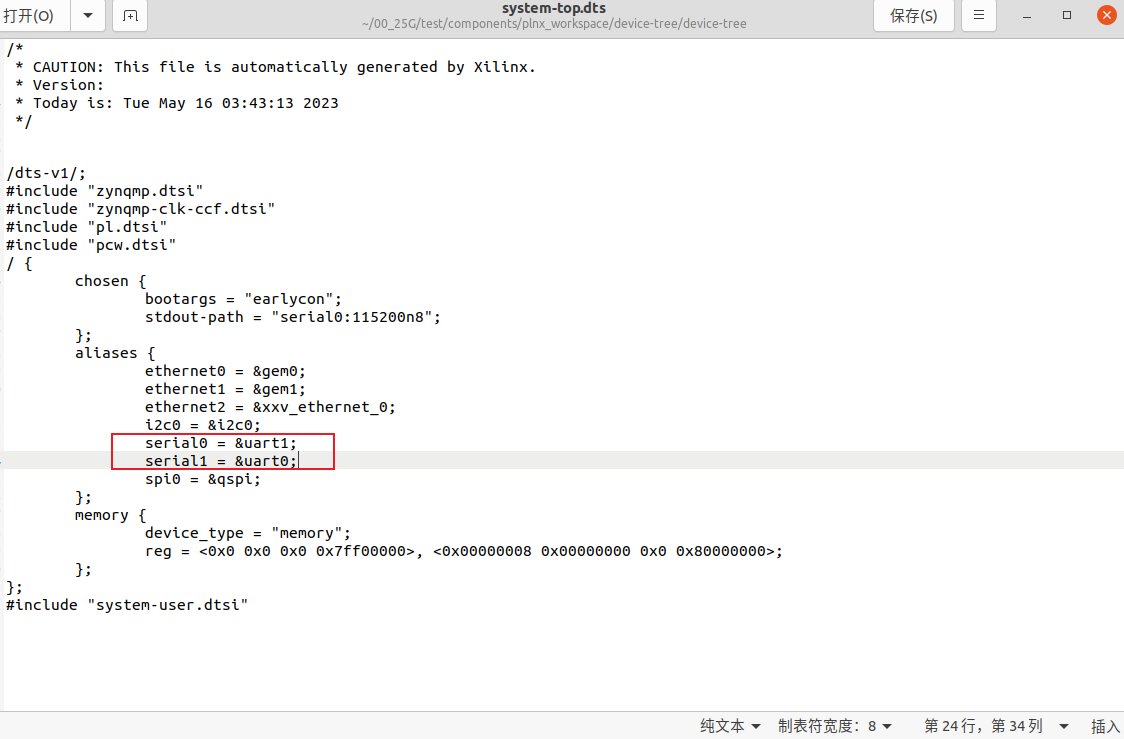 打开(O)
system-top.dts
~/00_25G/test/components/plnx_workspace/device-tree/device-tree
保存(S)
/*
 * CAUTION: This file is automatically generated by Xilinx.
 * Version:
 * Today is: Tue May 16 03:43:13 2023
 */
/dts-v1/;
#include "zynqmp.dtsi"
#include "zynqmp-clk-ccf.dtsi"
#include "pl.dtsi"
#include "pcw.dtsi"
/ {
        chosen {
                bootargs = "earlycon";
                stdout-path = "serial0:115200n8";
        };
        aliases {
                ethernet0 = &gem0;
                ethernet1 = &gem1;
                ethernet2 = &xxv_ethernet_0;
                i2c0 = &i2c0;
                serial0 = &uart1;
                serial1 = &uart0;
                spi0 = &qspi;
        };
        memory {
                device_type = "memory";
                reg = <0x0 0x0 0x0 0x7ff00000>, <0x00000008 0x00000000 0x0 0x80000000>;
        };
};
#include "system-user.dtsi"
纯文本 制表符宽度：8 第 24 行，第 34 列 插入